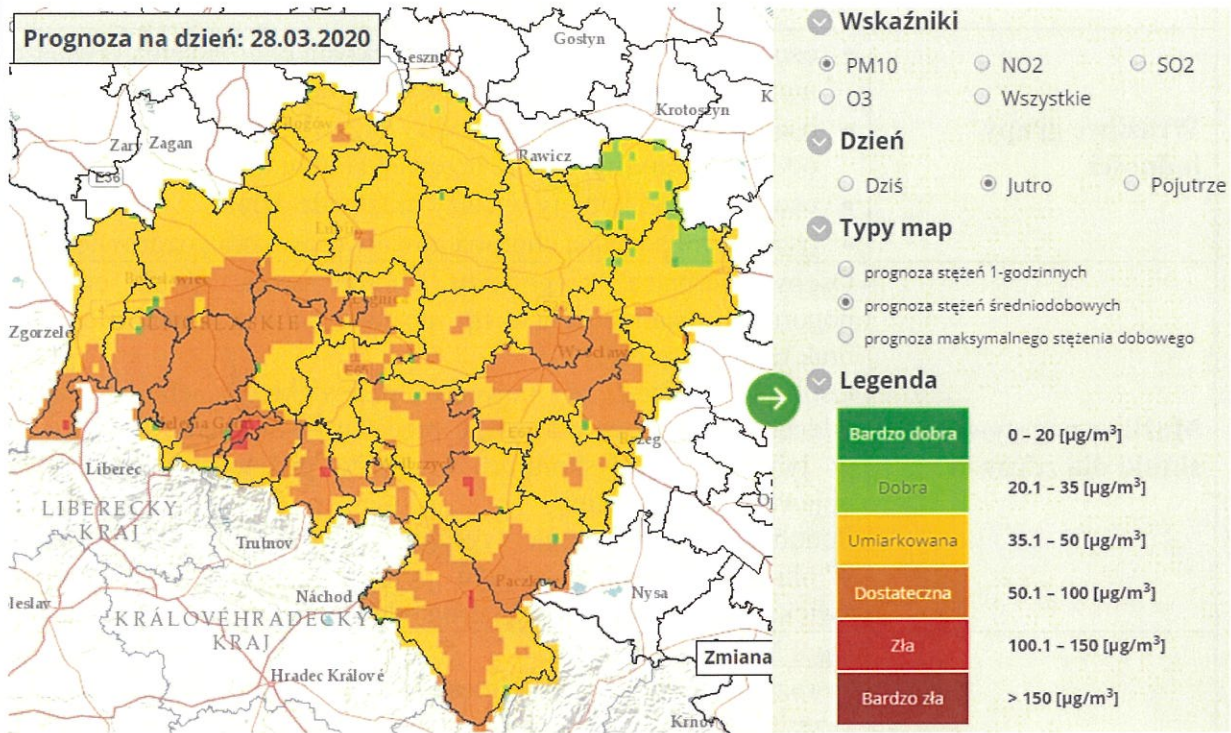 Prognoza na dzień: 28.03.2020
Gostyn
Krotoszyn
Zary Zagan
Rawicz
E36
Zgorzelec
Liberec
LIBERECKY
KRAJ
Trutnov
Náchod
KRÁLOVÉHRADECKÝ
KRAJ
Hradec Králové
Paczków
Nysa
Zmiana
Krnov
Wskaźniki
PM10 NO2 SO2
O3 Wszystkie
Dzień
Dziś Jutro Pojutrze
Typy map
prognoza stężeń 1-godzinnych
prognoza stężeń średniodobowych
prognoza maksymalnego stężenia dobowego
Legenda
Bardzo dobra 0 – 20 [µg/m³]
Dobra 20.1 – 35 [µg/m³]
Umiarkowana 35.1 – 50 [µg/m³]
Dostateczna 50.1 – 100 [µg/m³]
Zła 100.1 – 150 [µg/m³]
Bardzo zła > 150 [µg/m³]